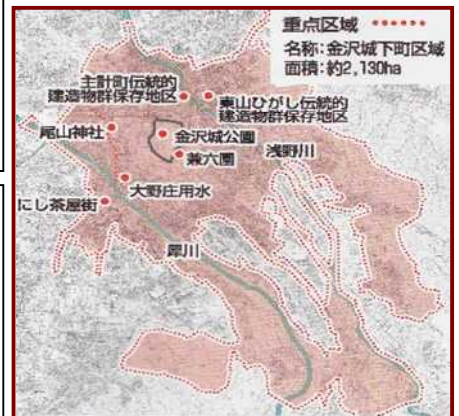 重点区域
名称:金沢城下町区域
面積:約2,130ha
主計町伝統的
建造物群保存地区
東山ひがし伝統的
建造物群保存地区
尾山神社
金沢城公園
浅野川
兼六園
大野庄用水
にし茶屋街
犀川